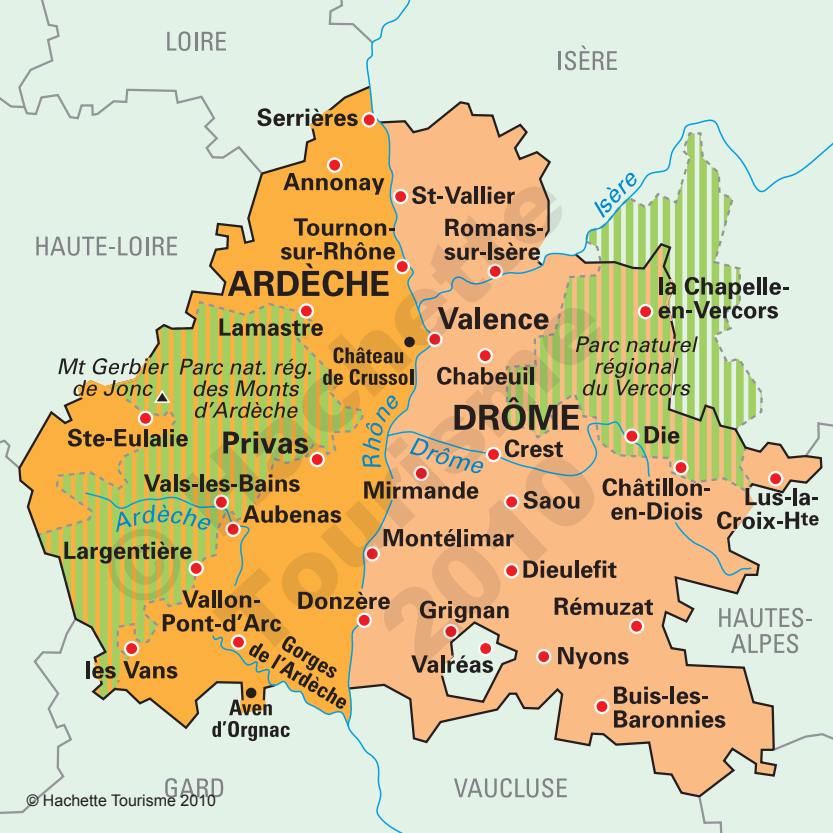 LOIRE
ISÈRE
Serrières
Annonay
St-Vallier
Isère
Tournon-
sur-Rhône
Romans-
sur-Isère
HAUTE-LOIRE
ARDÈCHE
la Chapelle-
en-Vercors
Lamastre
Valence
Château
de Crussol
Chabeuil
Parc naturel
régional
du Vercors
Mt Gerbier
de Jonc
Parc nat. rég.
des Monts
d'Ardèche
DRÔME
Ste-Eulalie
Privas
Rhône
Drôme
Crest
Die
Vals-les-Bains
Mirmande
Saou
Châtillon-
en-Diois
Lus-la-
Croix-Hte
Ardèche
Aubenas
Largentière
Montélimar
Dieulefit
Vallon-
Pont-d'Arc
Donzère
Grignan
Rémuzat
HAUTES-
ALPES
Gorges
de l'Ardèche
les Vans
Valréas
Nyons
Aven
d'Orgnac
Buis-les-
Baronnies
GARD
VAUCLUSE
© Hachette Tourisme 2010
© Hachette
Tourisme
2010